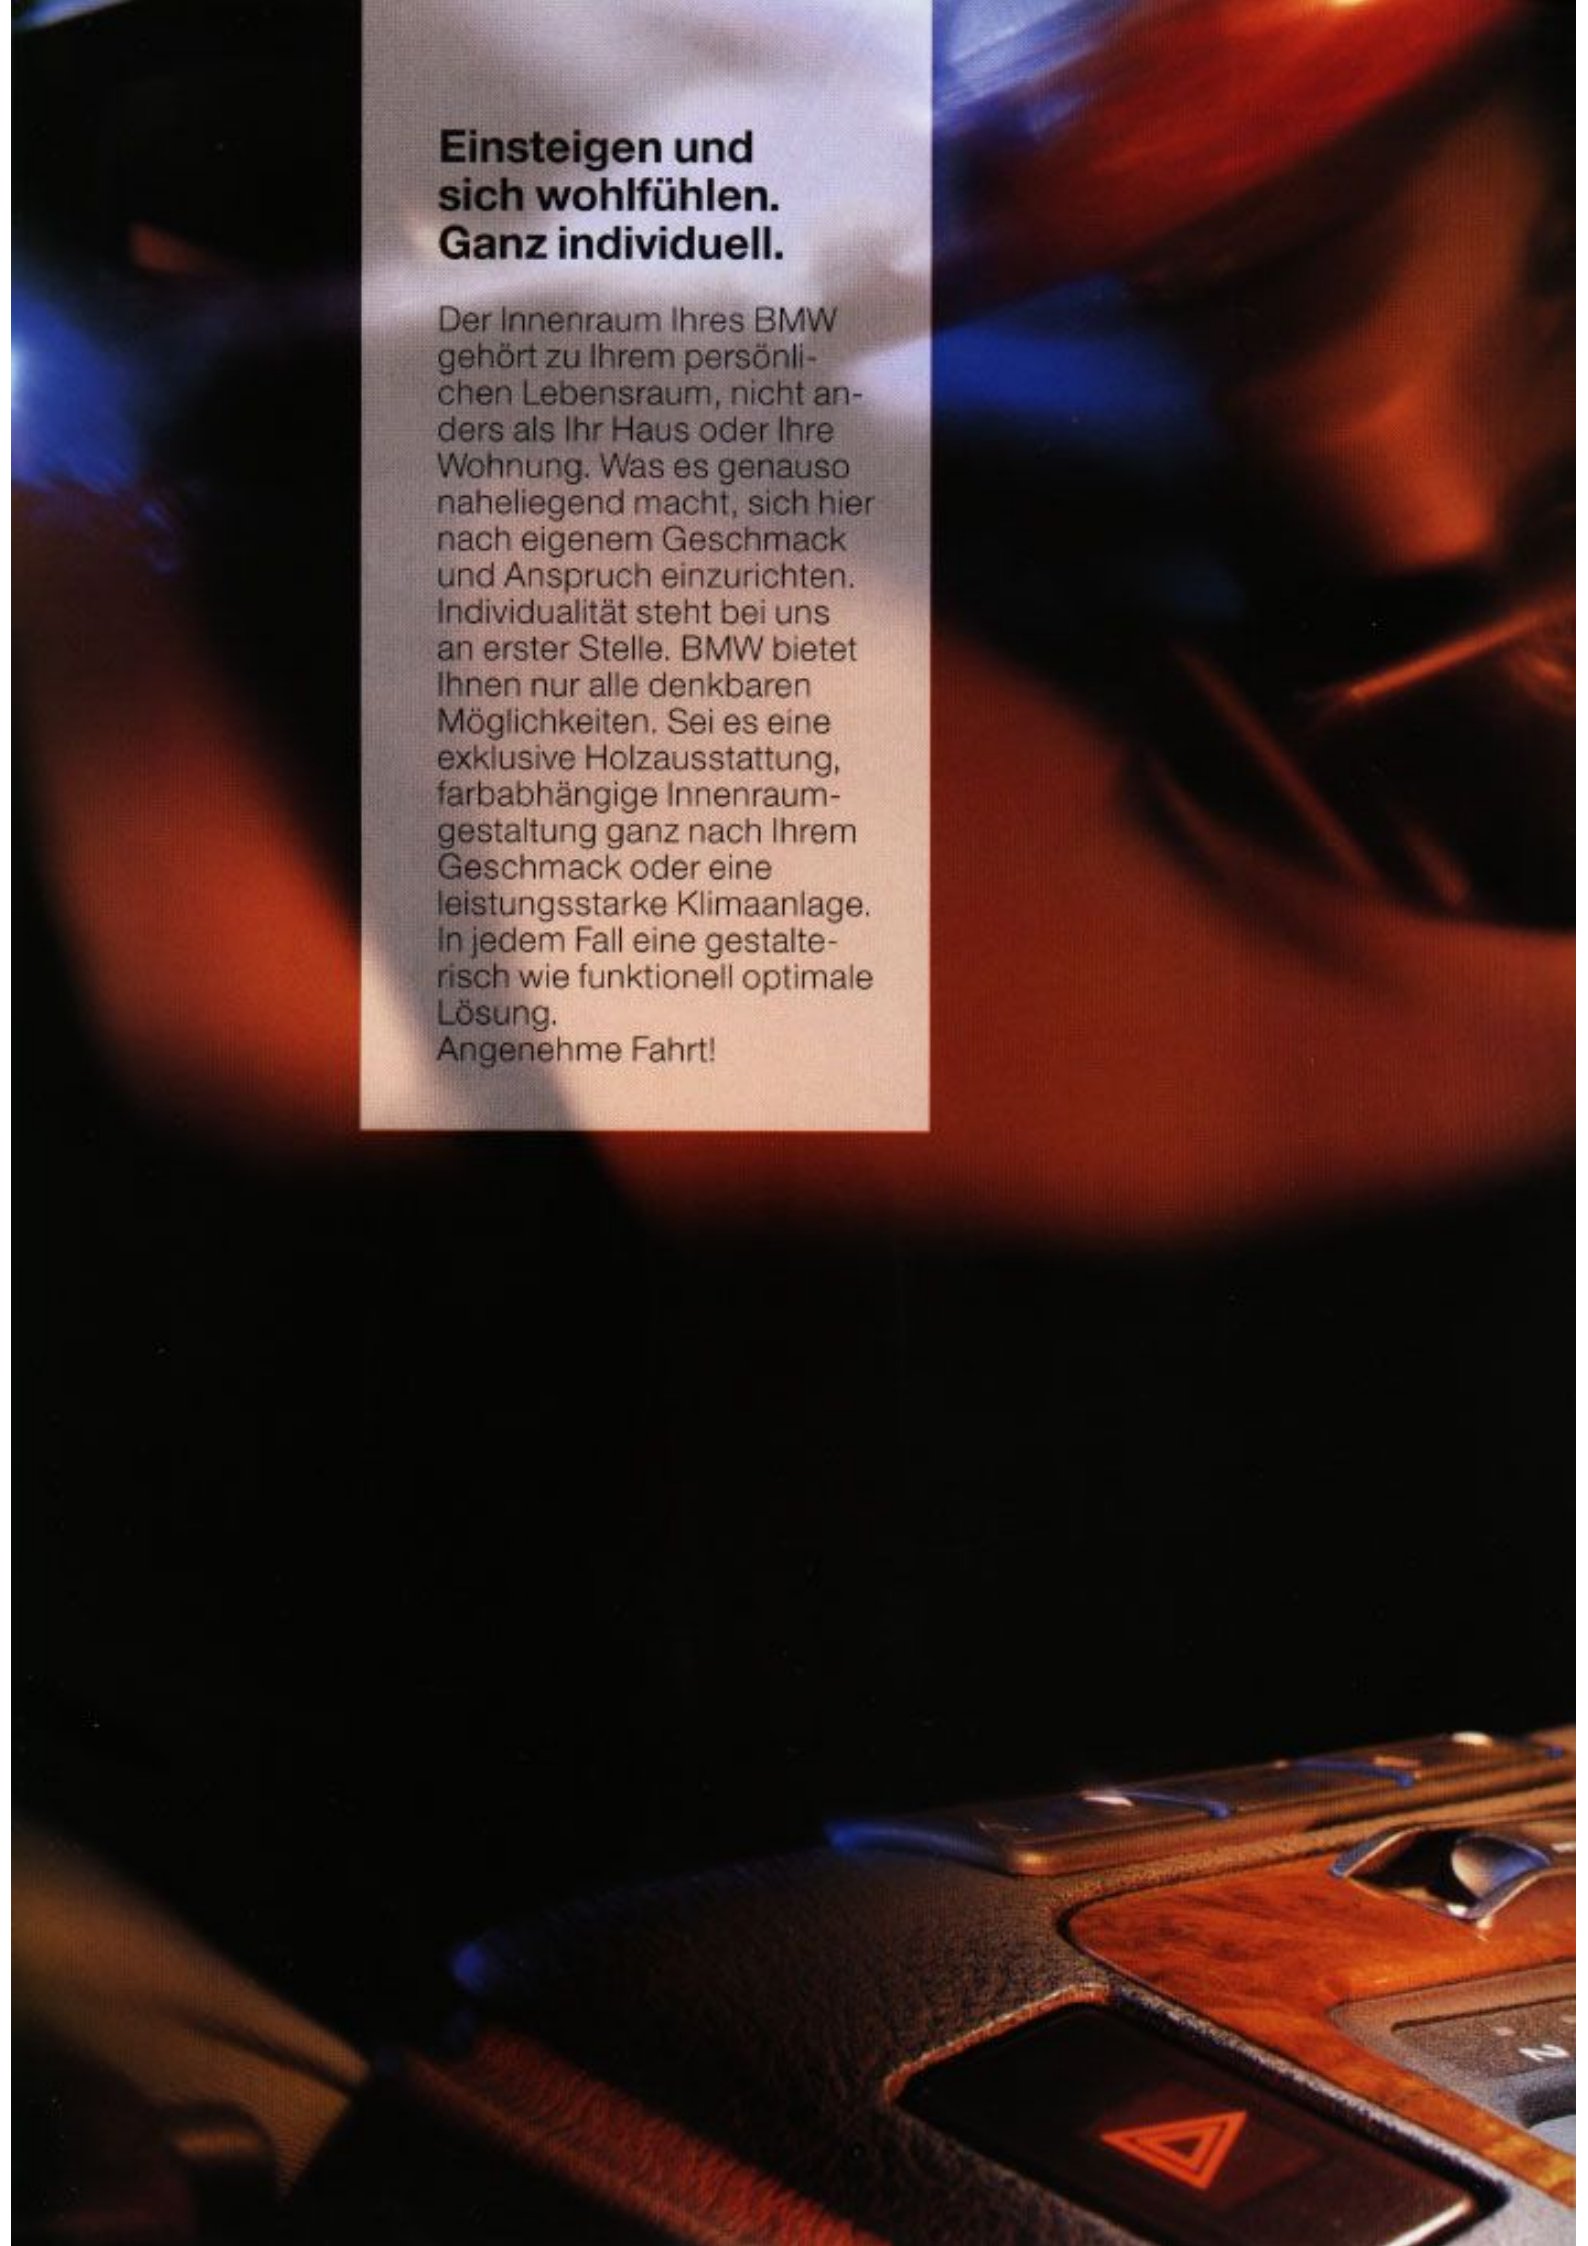 Einsteigen und
sich wohlfühlen.
Ganz individuell.
Der Innenraum Ihres BMW
gehört zu Ihrem persönli-
chen Lebensraum, nicht an-
ders als Ihr Haus oder Ihre
Wohnung. Was es genauso
naheliegend macht, sich hier
nach eigenem Geschmack
und Anspruch einzurichten.
Individualität steht bei uns
an erster Stelle. BMW bietet
Ihnen nur alle denkbaren
Möglichkeiten. Sei es eine
exklusive Holzausstattung,
farbabhängige Innenraum-
gestaltung ganz nach Ihrem
Geschmack oder eine
leistungsstarke Klimaanlage.
In jedem Fall eine gestalte-
risch wie funktionell optimale
Lösung.
Angenehme Fahrt!
2